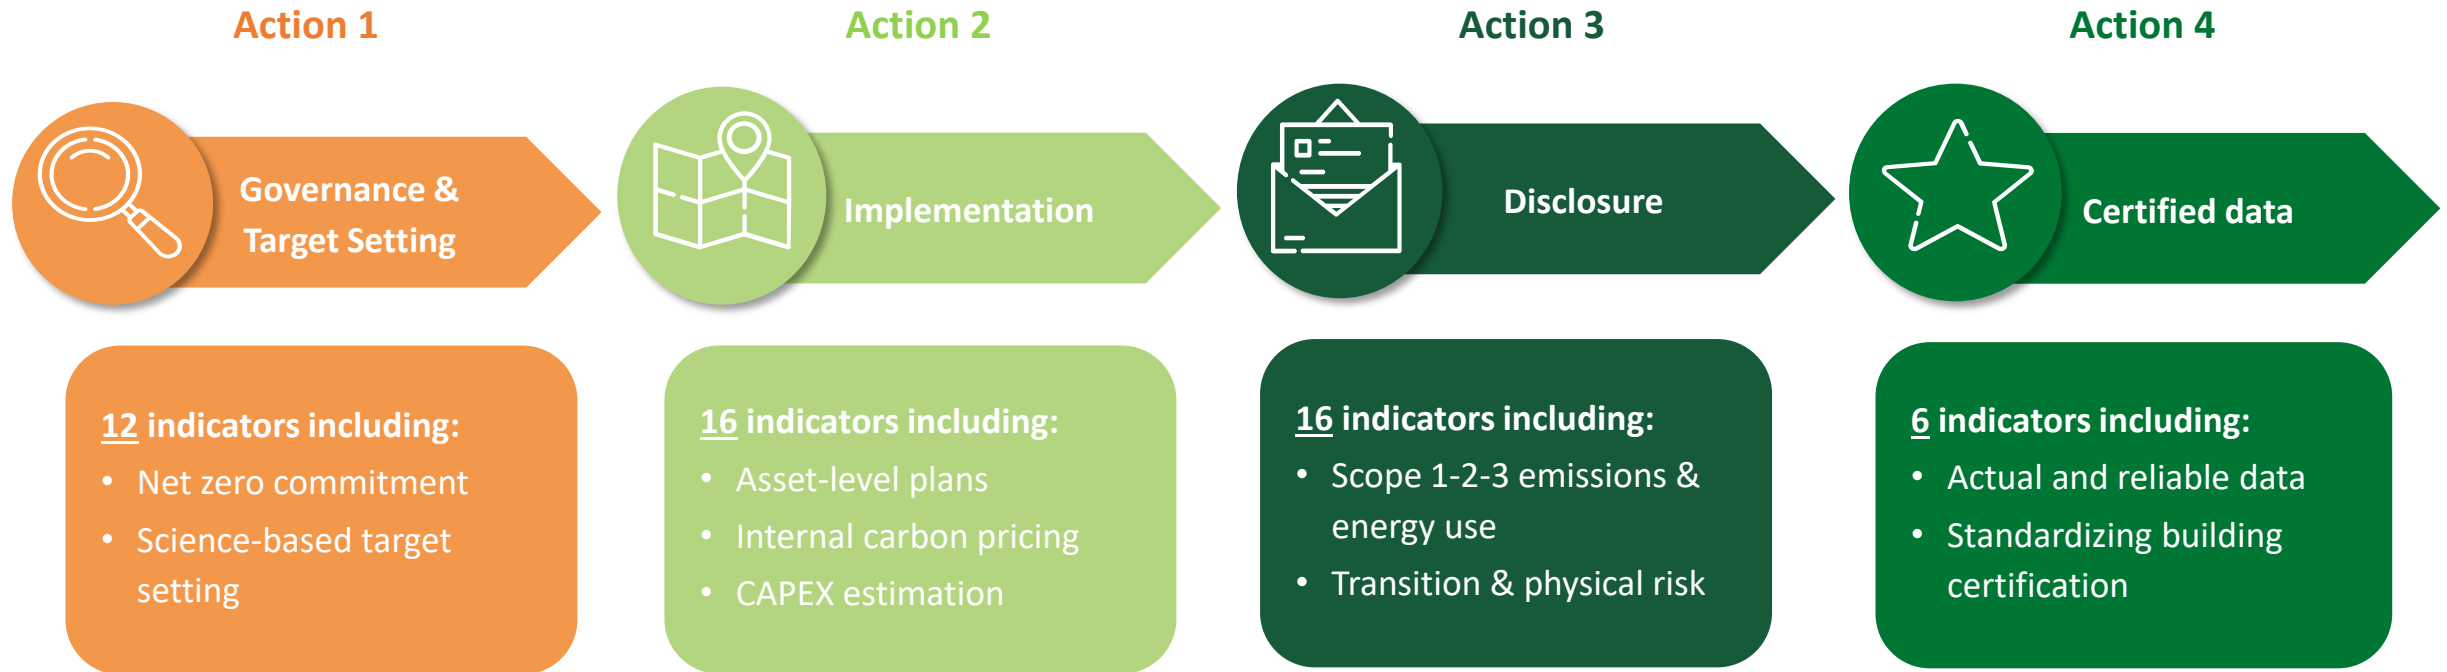 Action 1
Action 2
Action 3
Action 4
Governance &
Target Setting
Implementation
Disclosure
Certified data
12 indicators including:
• Net zero commitment
• Science-based target
setting
16 indicators including:
• Asset-level plans
• Internal carbon pricing
• CAPEX estimation
16 indicators including:
• Scope 1-2-3 emissions &
energy use
• Transition & physical risk
6 indicators including:
• Actual and reliable data
• Standardizing building
certification